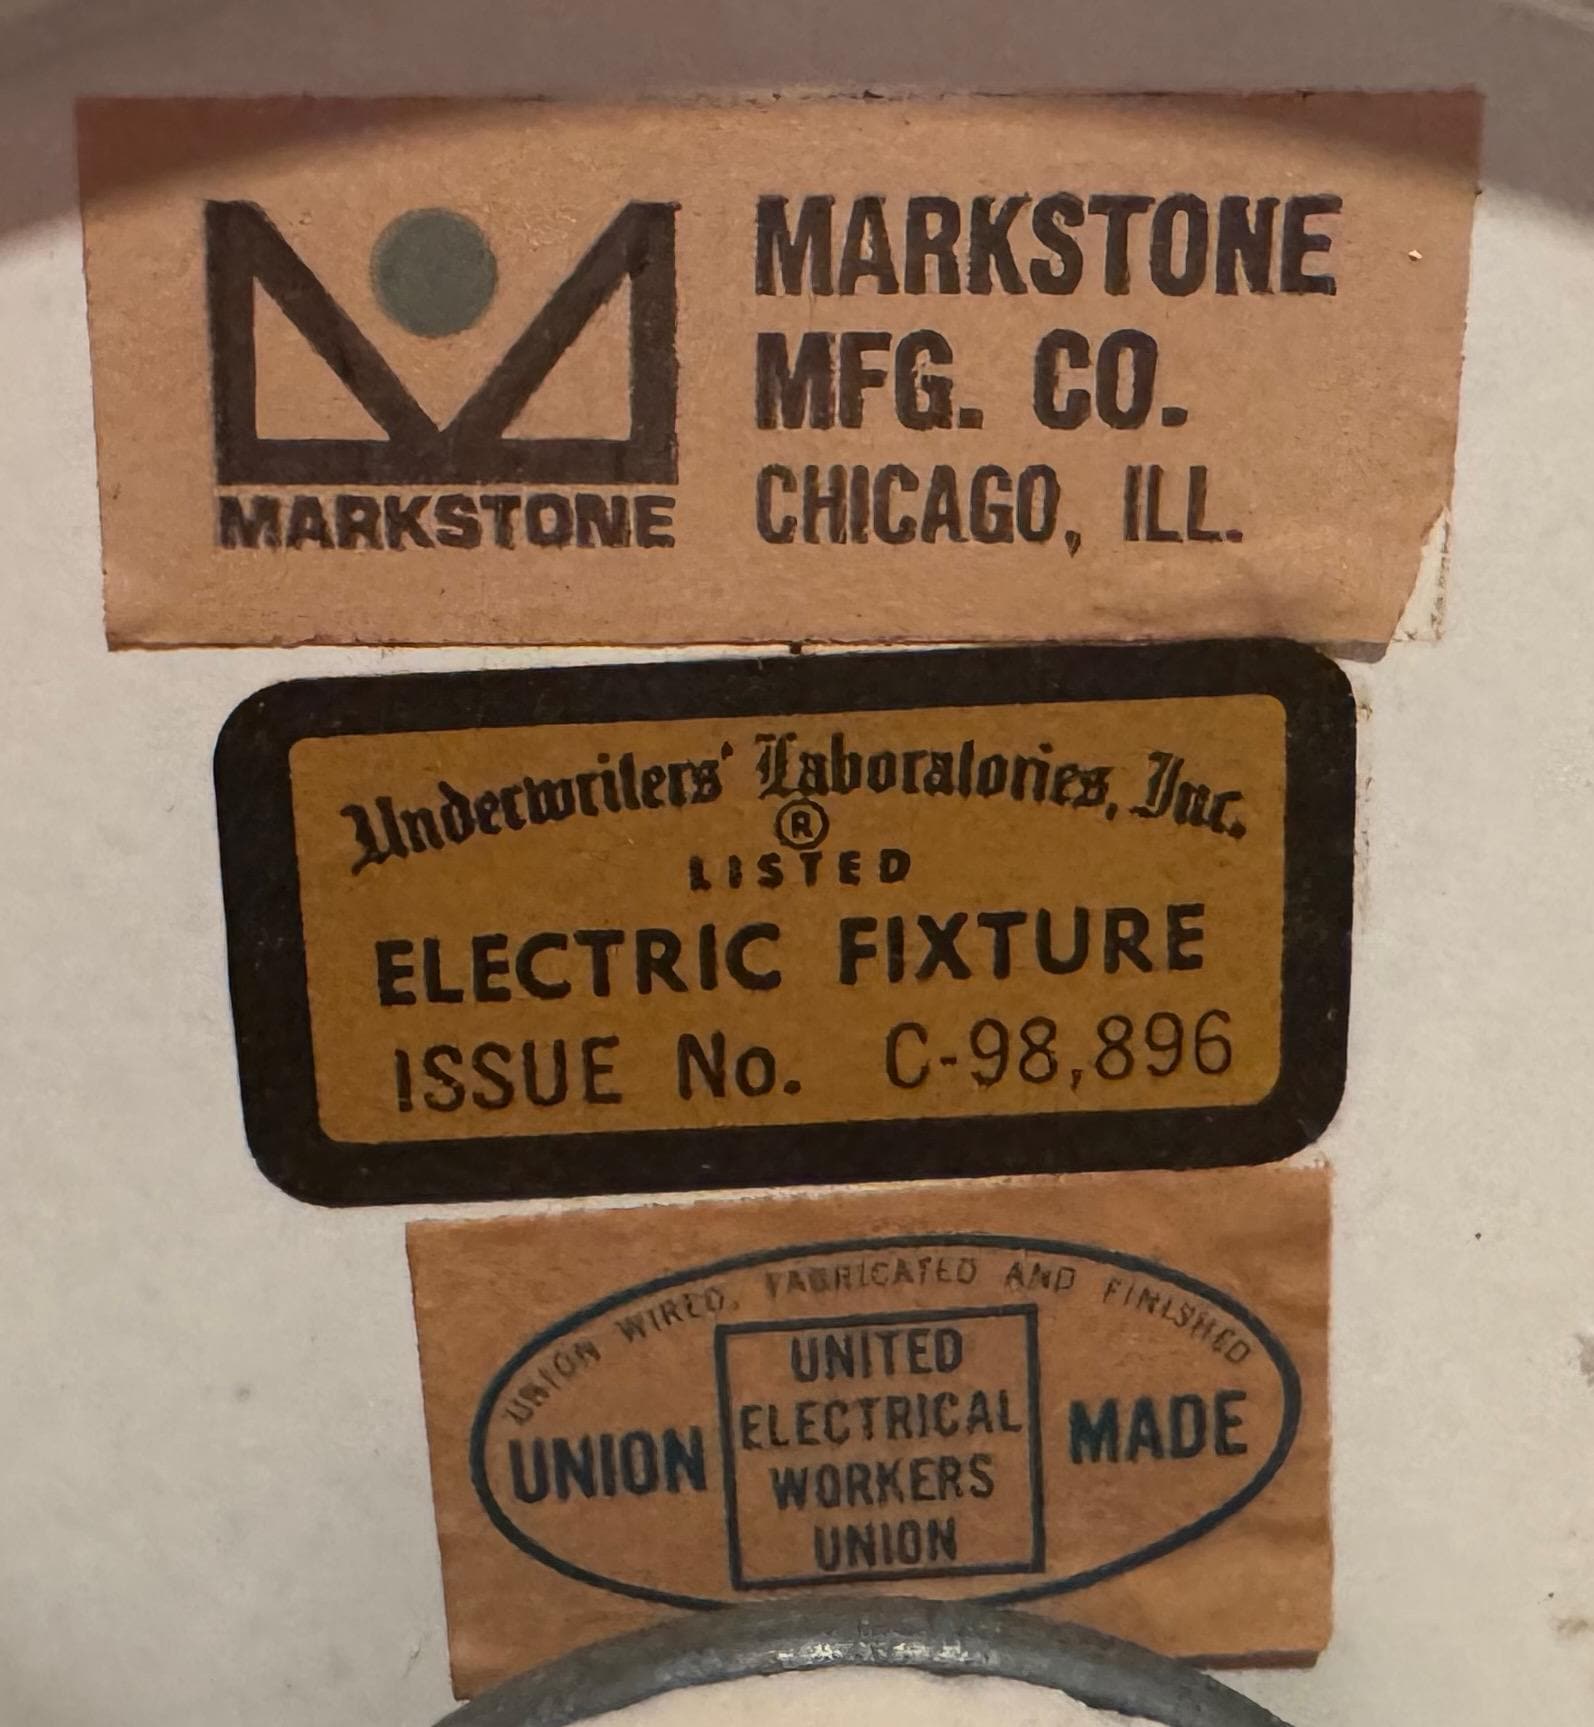 MARKSTONE
MARKSTONE
MFG. CO.
CHICAGO, ILL.
Underwriters' Laboratories, Inc.
®
LISTED
ELECTRIC FIXTURE
ISSUE No. C-98,896
UNION WIRED, FABRICATED AND FINISHED
UNION
UNITED
ELECTRICAL
WORKERS
UNION
MADE